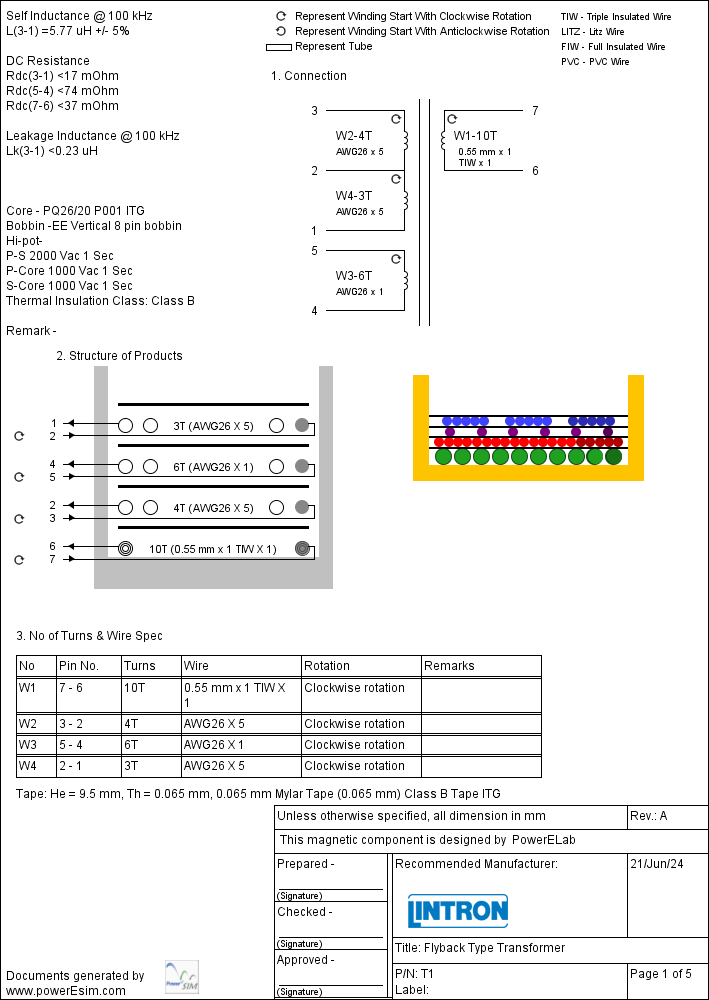 Self Inductance @ 100 kHz
L(3-1) =5.77 uH +/- 5%
DC Resistance
Rdc(3-1) <17 mOhm
Rdc(5-4) <74 mOhm
Rdc(7-6) <37 mOhm
Leakage Inductance @ 100 kHz
Lk(3-1) <0.23 uH
Core - PQ26/20 P001 ITG
Bobbin -EE Vertical 8 pin bobbin
Hi-pot-
P-S 2000 Vac 1 Sec
P-Core 1000 Vac 1 Sec
S-Core 1000 Vac 1 Sec
Thermal Insulation Class: Class B
Remark -
Represent Winding Start With Clockwise Rotation
Represent Winding Start With Anticlockwise Rotation
Represent Tube
TIW - Triple Insulated Wire
LITZ - Litz Wire
FIW - Full Insulated Wire
PVC - PVC Wire
1. Connection
3
W2-4T
AWG26 x 5
2
W4-3T
AWG26 x 5
1
5
W3-6T
AWG26 x 1
4
7
W1-10T
0.55 mm x 1
TIW x 1
6
2. Structure of Products
1
2
3T (AWG26 X 5)
4
5
6T (AWG26 X 1)
2
3
4T (AWG26 X 5)
6
7
10T (0.55 mm x 1 TIW X 1)
3. No of Turns & Wire Spec
No Pin No. Turns Wire Rotation Remarks
W1 7 - 6 10T 0.55 mm x 1 TIW X 1 Clockwise rotation
W2 3 - 2 4T AWG26 X 5 Clockwise rotation
W3 5 - 4 6T AWG26 X 1 Clockwise rotation
W4 2 - 1 3T AWG26 X 5 Clockwise rotation
Tape: He = 9.5 mm, Th = 0.065 mm, 0.065 mm Mylar Tape (0.065 mm) Class B Tape ITG
Unless otherwise specified, all dimension in mm
Rev.: A
This magnetic component is designed by PowerELab
Prepared -
(Signature)
Checked -
(Signature)
Approved -
(Signature)
Recommended Manufacturer:
21/Jun/24
LINTRON
Title: Flyback Type Transformer
P/N: T1
Label:
Page 1 of 5
Documents generated by
www.powerEsim.com
Power eSIM